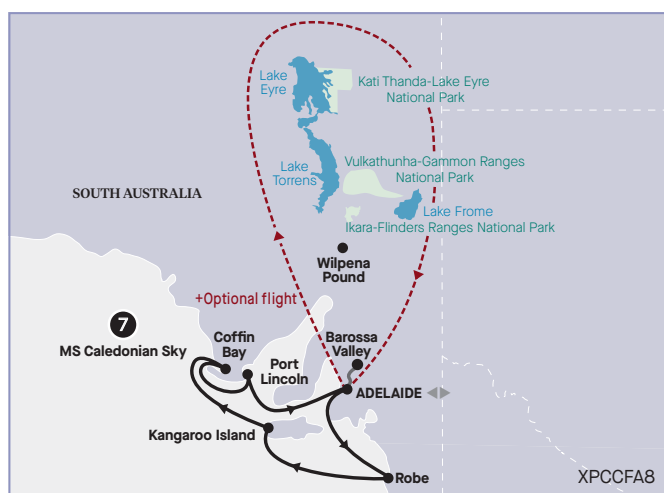 Lake
Eyre
Kati Thanda-Lake Eyre
National Park
Vulkathunha-Gammon Ranges
National Park
Lake
Torrens
SOUTH AUSTRALIA
Lake Frome
Ikara-Flinders Ranges National Park
Wilpena
Pound
+Optional flight
7
MS Caledonian Sky
Coffin
Bay
Port
Lincoln
Barossa
Valley
ADELAIDE
Kangaroo Island
Robe
XPCCFA8